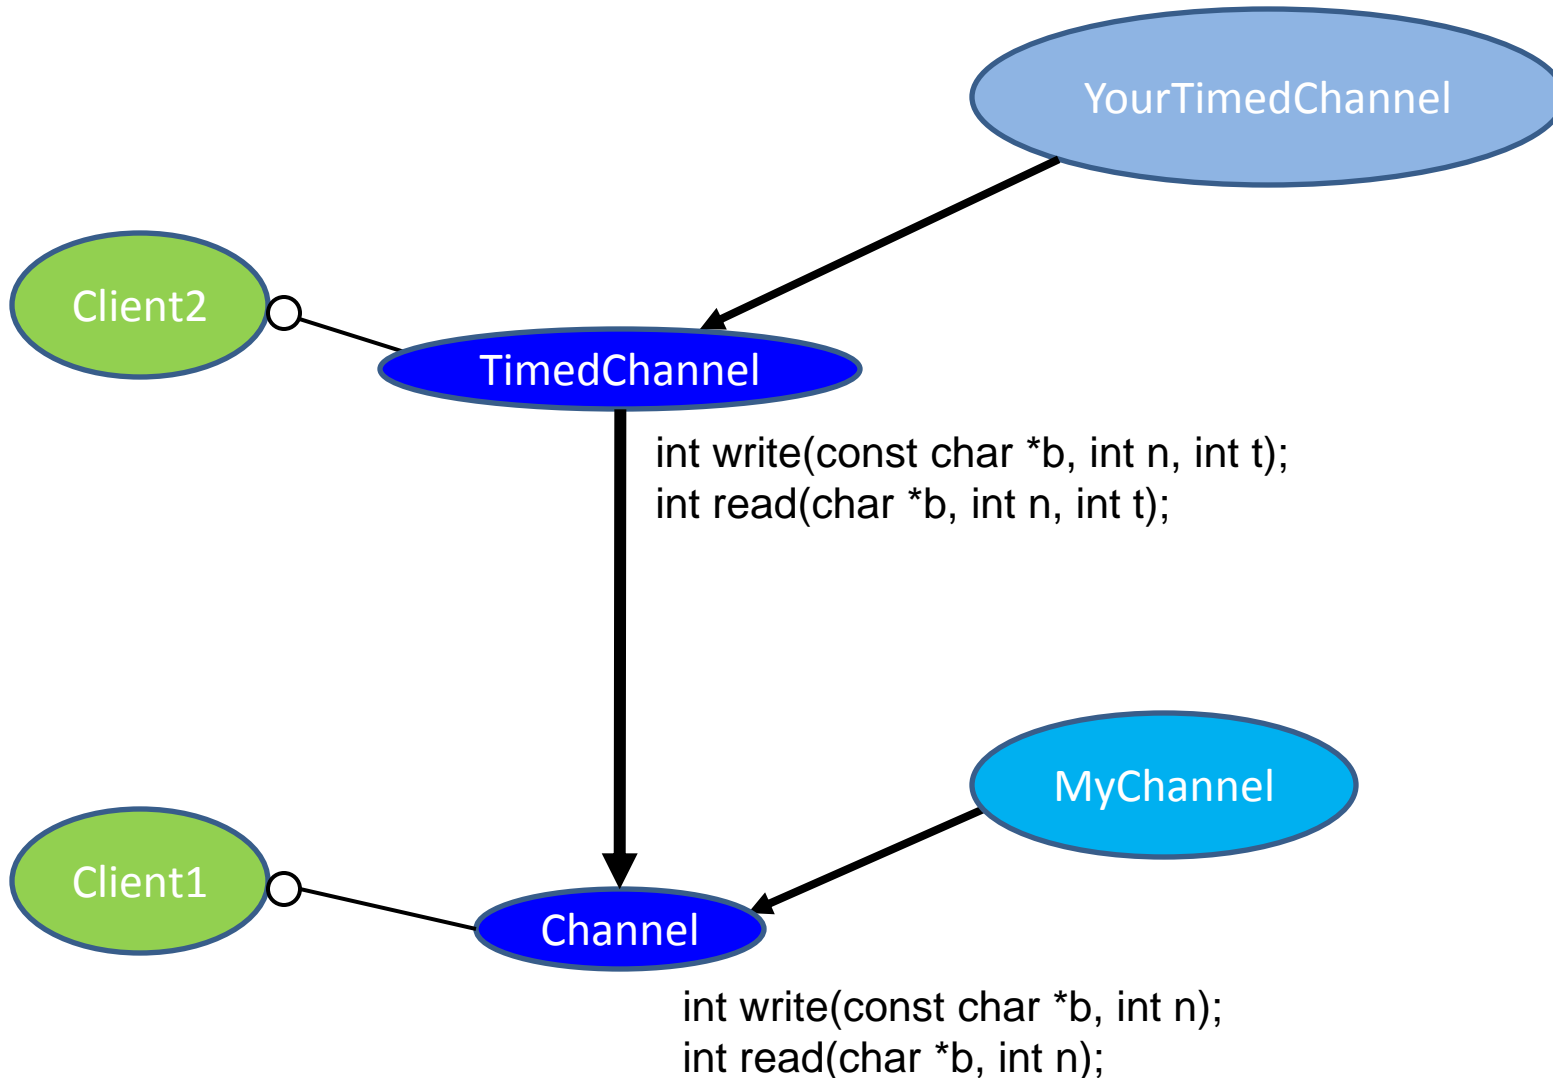 YourTimedChannel
Client2
TimedChannel
int write(const char *b, int n, int t);
int read(char *b, int n, int t);
MyChannel
Client1
Channel
int write(const char *b, int n);
int read(char *b, int n);